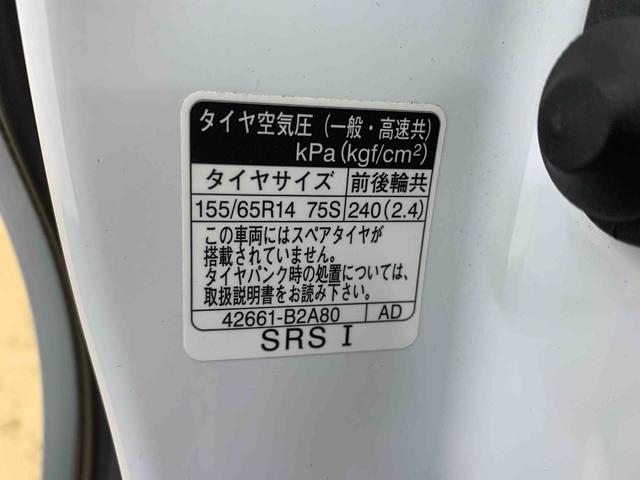 タイヤ空気圧（一般・高速共）
kPa(kgf/cm²)
タイヤサイズ 前後輪共
155/65R14 75S 240(2.4)
この車両にはスペアタイヤが
搭載されていません。
タイヤパンク時の処置については、
取扱説明書をお読み下さい。
42661-B2A80 AD
SRS I